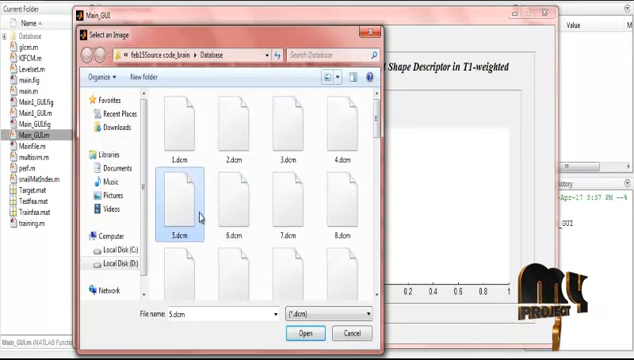 Current Folder
Name
Database
glcm.m
KIFCM.m
Levelset.m
main.fig
main.m
Main1_GUI.fig
Main1_GUI.m
Main_GUI.fig
Main_GUI.m
Mainfile.m
multisvm.m
perf.m
snailMatIndex.m
Target.mat
Testfea.mat
Trainfea.mat
training.m
Main_GUI.m (MATLAB Functi
Main_GUI
Select an Image
« feb15Source code_brain ▸ Database
Search Database
Organize
New folder
Favorites
Recent Places
Downloads
Libraries
Documents
Music
Pictures
Videos
Computer
Local Disk (C:)
Local Disk (D:)
Network
1.dcm
2.dcm
3.dcm
4.dcm
5.dcm
6.dcm
7.dcm
8.dcm
File name:
5.dcm
(*.dcm)
Open
Cancel
Shape Descriptor in T1-weighted
0.2
0.4
0.6
0.8
1
Value
History
-Apr-17 3:37 PM --%
_GUI
my
PROJECT